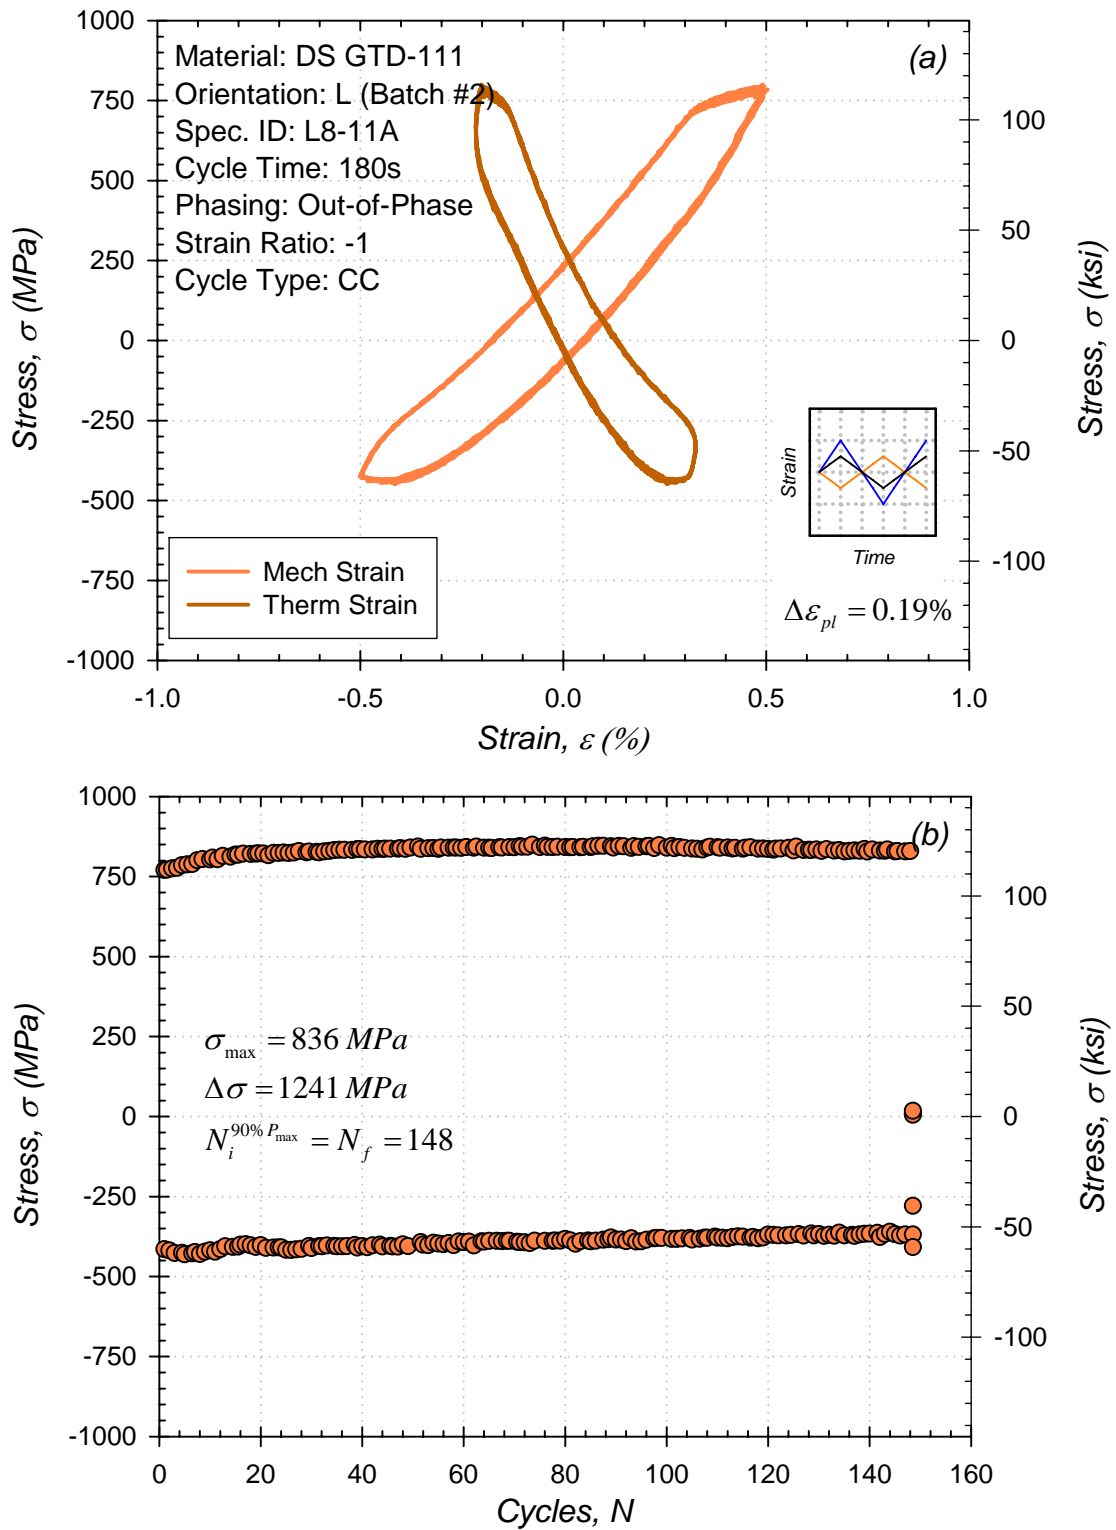 (a)
Material: DS GTD-111
Orientation: L (Batch #2)
Spec. ID: L8-11A
Cycle Time: 180s
Phasing: Out-of-Phase
Strain Ratio: -1
Cycle Type: CC
1000
750
500
250
0
-250
-500
-750
-1000
Stress, σ (MPa)
100
50
0
-50
-100
Stress, σ (ksi)
Strain
Time
Mech Strain
Therm Strain
Δε_pl = 0.19%
-1.0 -0.5 0.0 0.5 1.0
Strain, ε (%)
(b)
1000
750
500
250
0
-250
-500
-750
-1000
Stress, σ (MPa)
100
50
0
-50
-100
Stress, σ (ksi)
σ_max = 836 MPa
Δσ = 1241 MPa
N_i^90% P_max = N_f = 148
0 20 40 60 80 100 120 140 160
Cycles, N